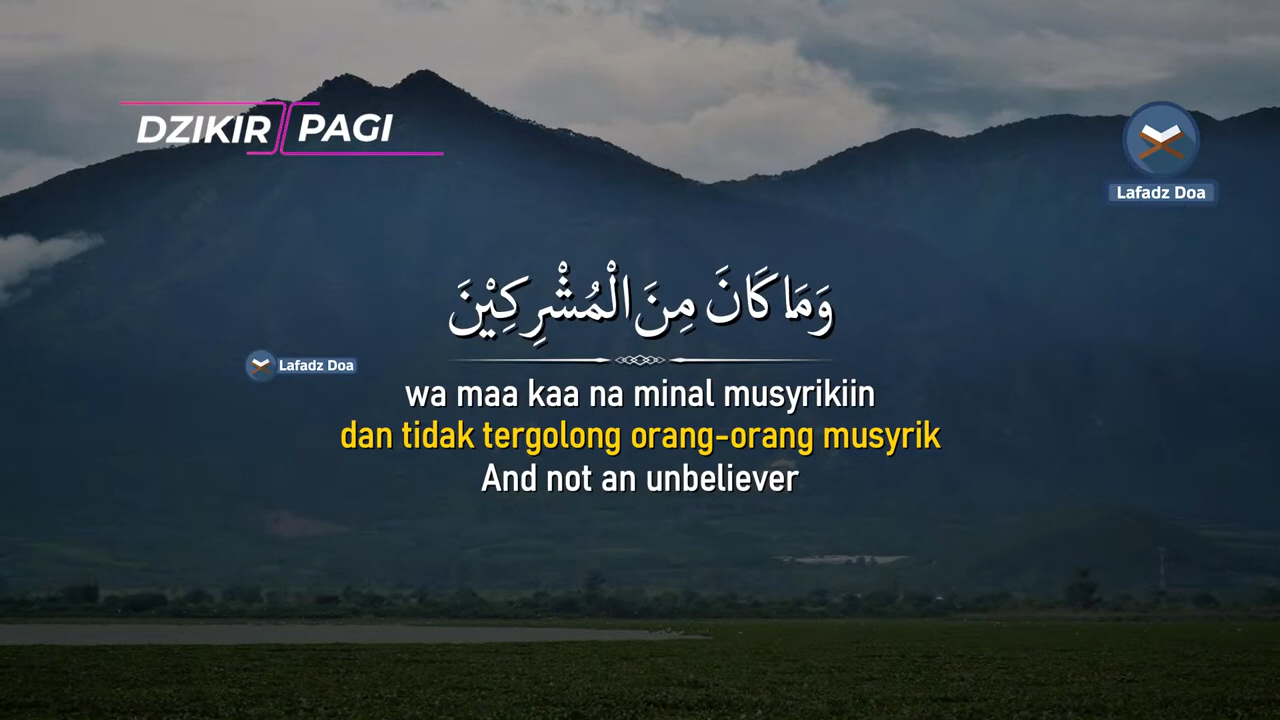 DZIKIR PAGI
Lafadz Doa
وَمَا كَانَ مِنَ الْمُشْرِكِيْنَ
Lafadz Doa
wa maa kaa na minal musyrikiin
dan tidak tergolong orang-orang musyrik
And not an unbeliever